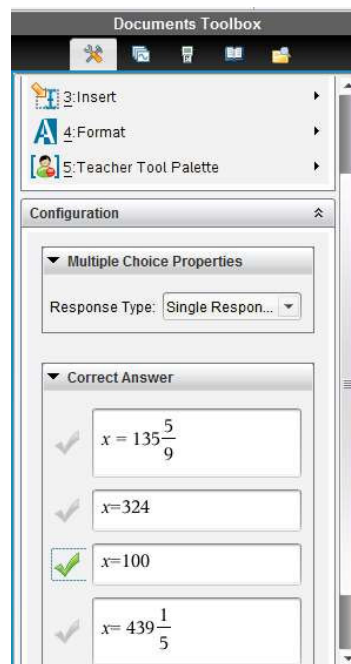 Documents Toolbox
3:Insert
4:Format
5:Teacher Tool Palette
Configuration
Multiple Choice Properties
Response Type: Single Respon...
Correct Answer
x = 135 5/9
x=324
x=100
x= 439 1/5